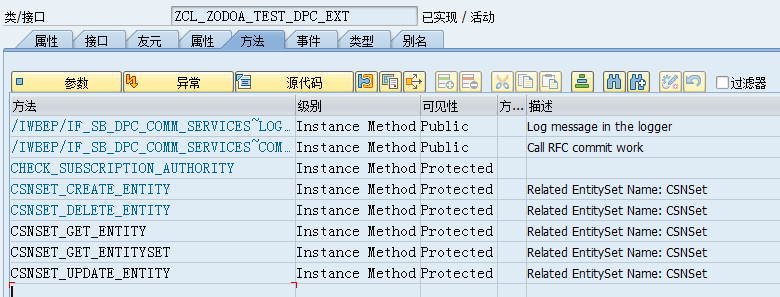 类/接口 ZCL_ZODOA_TEST_DPC_EXT 已实现 / 活动
属性 接口 友元 属性 方法 事件 类型 别名
参数 异常 源代码 过滤器
方法 级别 可见性 方... 描述
/IWBEP/IF_SB_DPC_COMM_SERVICES~LOG... Instance Method Public Log message in the logger
/IWBEP/IF_SB_DPC_COMM_SERVICES~COM... Instance Method Public Call RFC commit work
CHECK_SUBSCRIPTION_AUTHORITY Instance Method Protected
CSNSET_CREATE_ENTITY Instance Method Protected Related EntitySet Name: CSNSet
CSNSET_DELETE_ENTITY Instance Method Protected Related EntitySet Name: CSNSet
CSNSET_GET_ENTITY Instance Method Protected Related EntitySet Name: CSNSet
CSNSET_GET_ENTITYSET Instance Method Protected Related EntitySet Name: CSNSet
CSNSET_UPDATE_ENTITY Instance Method Protected Related EntitySet Name: CSNSet